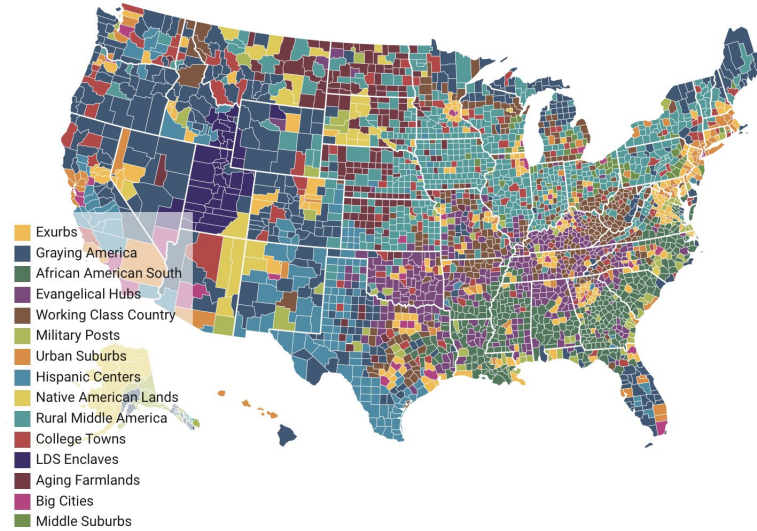 Exurbs
Graying America
African American South
Evangelical Hubs
Working Class Country
Military Posts
Urban Suburbs
Hispanic Centers
Native American Lands
Rural Middle America
College Towns
LDS Enclaves
Aging Farmlands
Big Cities
Middle Suburbs